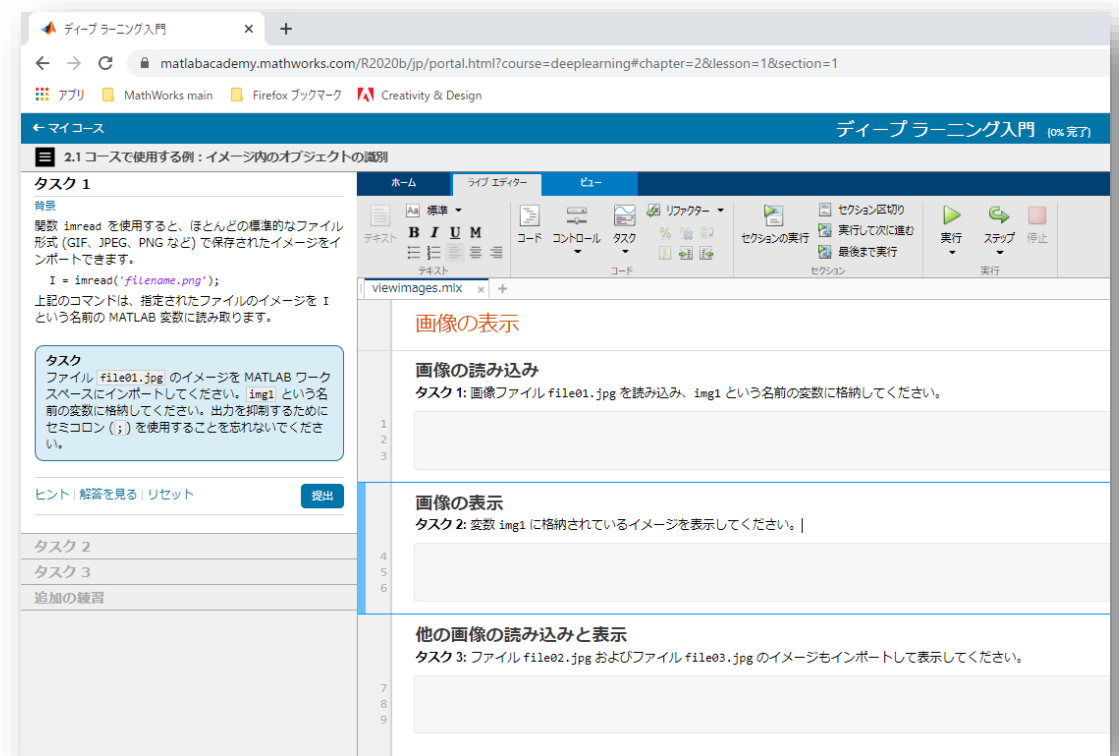 ディープ ラーニング入門
matlabacademy.mathworks.com/R2020b/jp/portal.html?course=deeplearning#chapter=2&lesson=1&section=1
アプリ MathWorks main Firefox ブックマーク Creativity & Design
←マイコース
ディープ ラーニング入門 (0% 完了)
2.1 コースで使用する例 : イメージ内のオブジェクトの識別
タスク 1
背景
関数 imread を使用すると、ほとんどの標準的なファイル
形式 (GIF、JPEG、PNG など) で保存されたイメージをイ
ンポートできます。
I = imread('filename.png');
上記のコマンドは、指定されたファイルのイメージを I
という名前の MATLAB 変数に読み取ります。
タスク
ファイル file01.jpg のイメージを MATLAB ワーク
スペースにインポートしてください。 img1 という名
前の変数に格納してください。出力を抑制するために
セミコロン (;) を使用することを忘れないでくださ
い。
ヒント | 解答を見る | リセット
提出
タスク 2
タスク 3
追加の練習
ホーム ライブ エディター ビュー
テキスト
Aa 標準
B I U M
テキスト
コード コントロール タスク
リファクター
コード
セクションの実行
セクション区切り
実行して次に進む
最後まで実行
セクション
実行 ステップ 停止
実行
viewimages.mlx × +
画像の表示
画像の読み込み
タスク 1: 画像ファイル file01.jpg を読み込み、img1 という名前の変数に格納してください。
1
2
3
画像の表示
タスク 2: 変数 img1 に格納されているイメージを表示してください。
4
5
6
他の画像の読み込みと表示
タスク 3: ファイル file02.jpg およびファイル file03.jpg のイメージもインポートして表示してください。
7
8
9